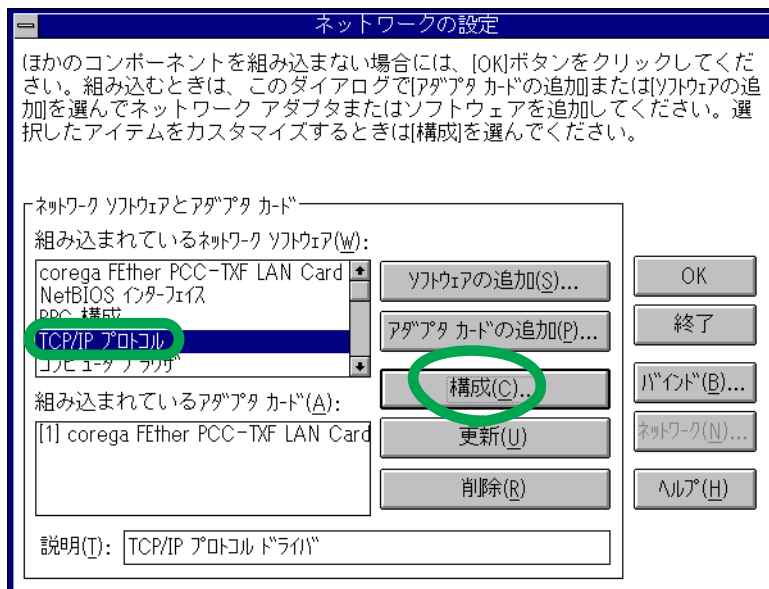 ネットワークの設定
ほかのコンポーネントを組み込まない場合には、[OK]ボタンをクリックしてくだ
さい。組み込むときは、このダイアログで[ｱﾀﾞﾌﾟﾀ ｶｰﾄﾞの追加]または[ｿﾌﾄｳｪｱの追
加]を選んでネットワーク アダプタまたはソフトウェアを追加してください。選
択したアイテムをカスタマイズするときは[構成]を選んでください。
ﾈｯﾄﾜｰｸ ｿﾌﾄｳｪｱとｱﾀﾞﾌﾟﾀ ｶｰﾄﾞ
組み込まれているﾈｯﾄﾜｰｸ ｿﾌﾄｳｪｱ(W):
corega FEther PCC-TXF LAN Card
NetBIOS ｲﾝﾀｰﾌｪｲｽ
RPC 構成
TCP/IP ﾌﾟﾛﾄｺﾙ
ｺﾝﾋﾟｭｰﾀ ﾌﾞﾗｳｻﾞ
ｿﾌﾄｳｪｱの追加(S)...
OK
ｱﾀﾞﾌﾟﾀ ｶｰﾄﾞの追加(P)...
終了
構成(C)...
ﾊﾞｲﾝﾄﾞ(B)...
組み込まれているｱﾀﾞﾌﾟﾀ ｶｰﾄﾞ(A):
[1] corega FEther PCC-TXF LAN Card
更新(U)
ﾈｯﾄﾜｰｸ(N)...
削除(R)
ﾍﾙﾌﾟ(H)
説明(T):
TCP/IP ﾌﾟﾛﾄｺﾙ ﾄﾞﾗｲﾊﾞ